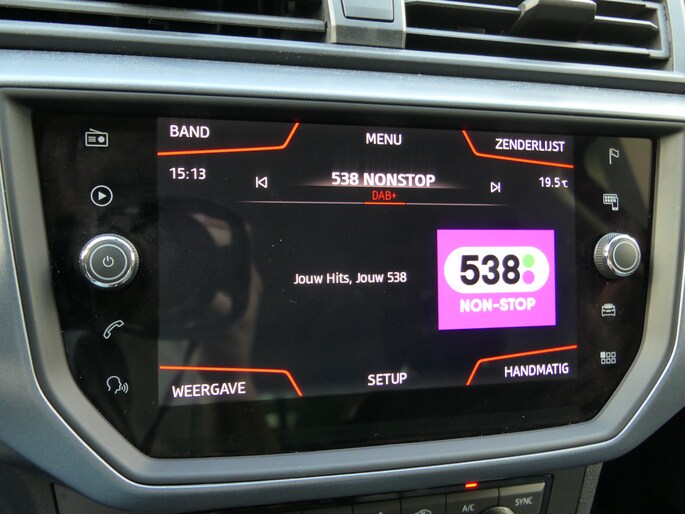 BAND
MENU
ZENDERLIJST
15:13
538 NONSTOP
19.5°C
DAB+
Jouw Hits, Jouw 538
538
NON-STOP
WEERGAVE
SETUP
HANDMATIG
A/C
SYNC